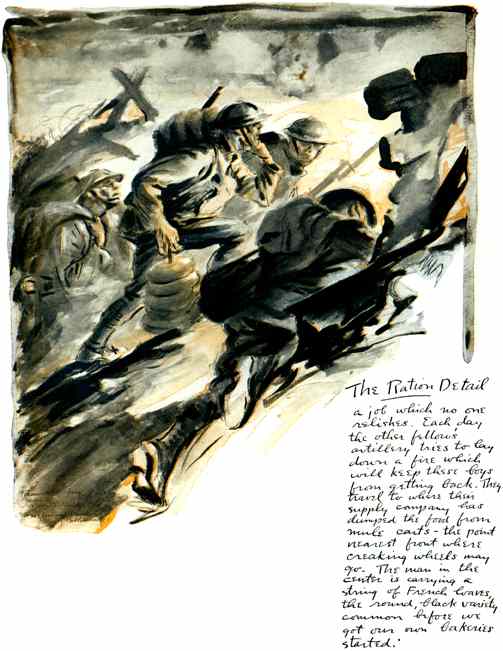 The Ration Detail
a job which no one
relishes. Each day
the other fellow's
artillery tries to lay
down a fire which
will keep these boys
from getting back. They
travel to where their
supply company has
dumped the food from
mule carts - the point
nearest front where
creaking wheels may
go. The man in the
center is carrying a
string of French loaves,
the round, black variety
common before we
got our own bakeries
started.